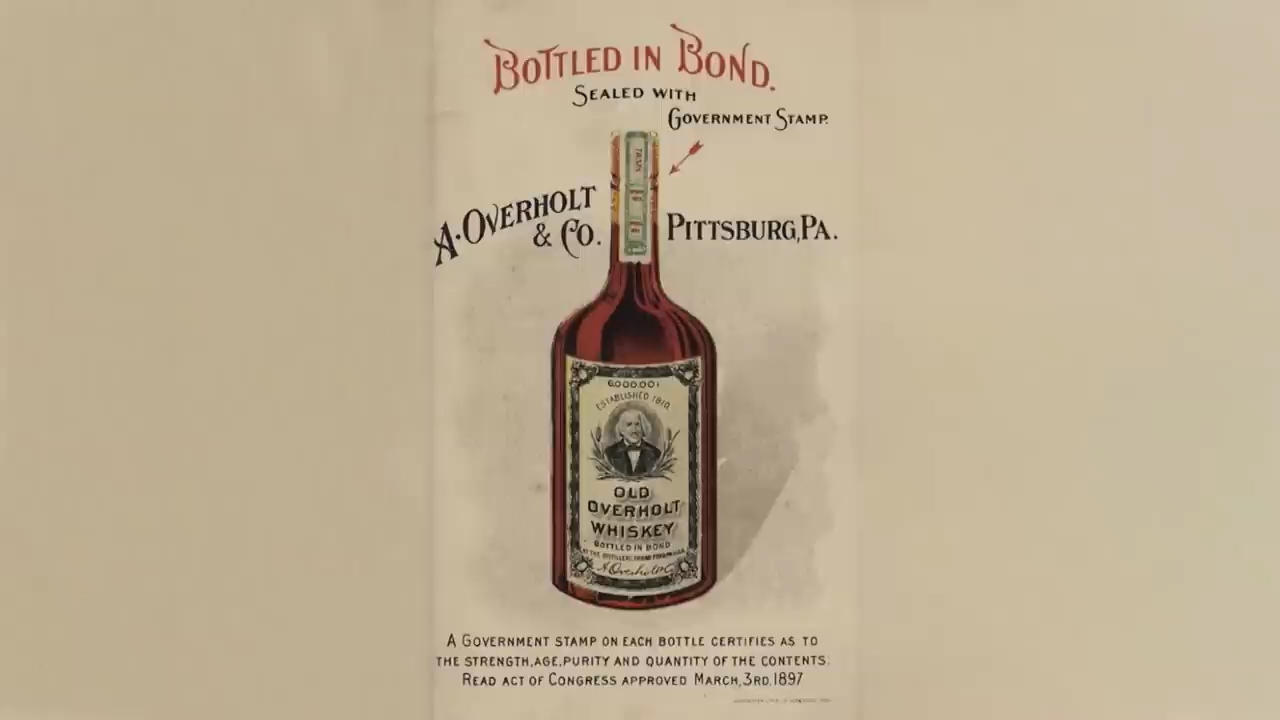 BOTTLED IN BOND.
SEALED WITH
GOVERNMENT STAMP.
A. OVERHOLT
& CO.
PITTSBURG, PA.
ESTABLISHED 1810.
OLD
OVERHOLT
WHISKEY
BOTTLED IN BOND
A. Overholt & Co.
A GOVERNMENT STAMP ON EACH BOTTLE CERTIFIES AS TO
THE STRENGTH, AGE, PURITY AND QUANTITY OF THE CONTENTS.
READ ACT OF CONGRESS APPROVED MARCH, 3RD, 1897